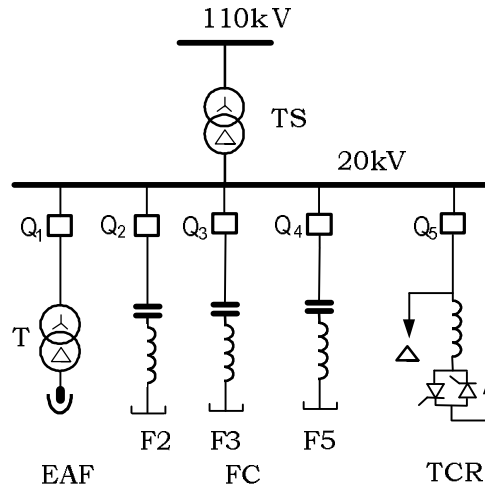 110kV
TS
20kV
Q1 Q2 Q3 Q4 Q5
T
F2 F3 F5
EAF FC TCR